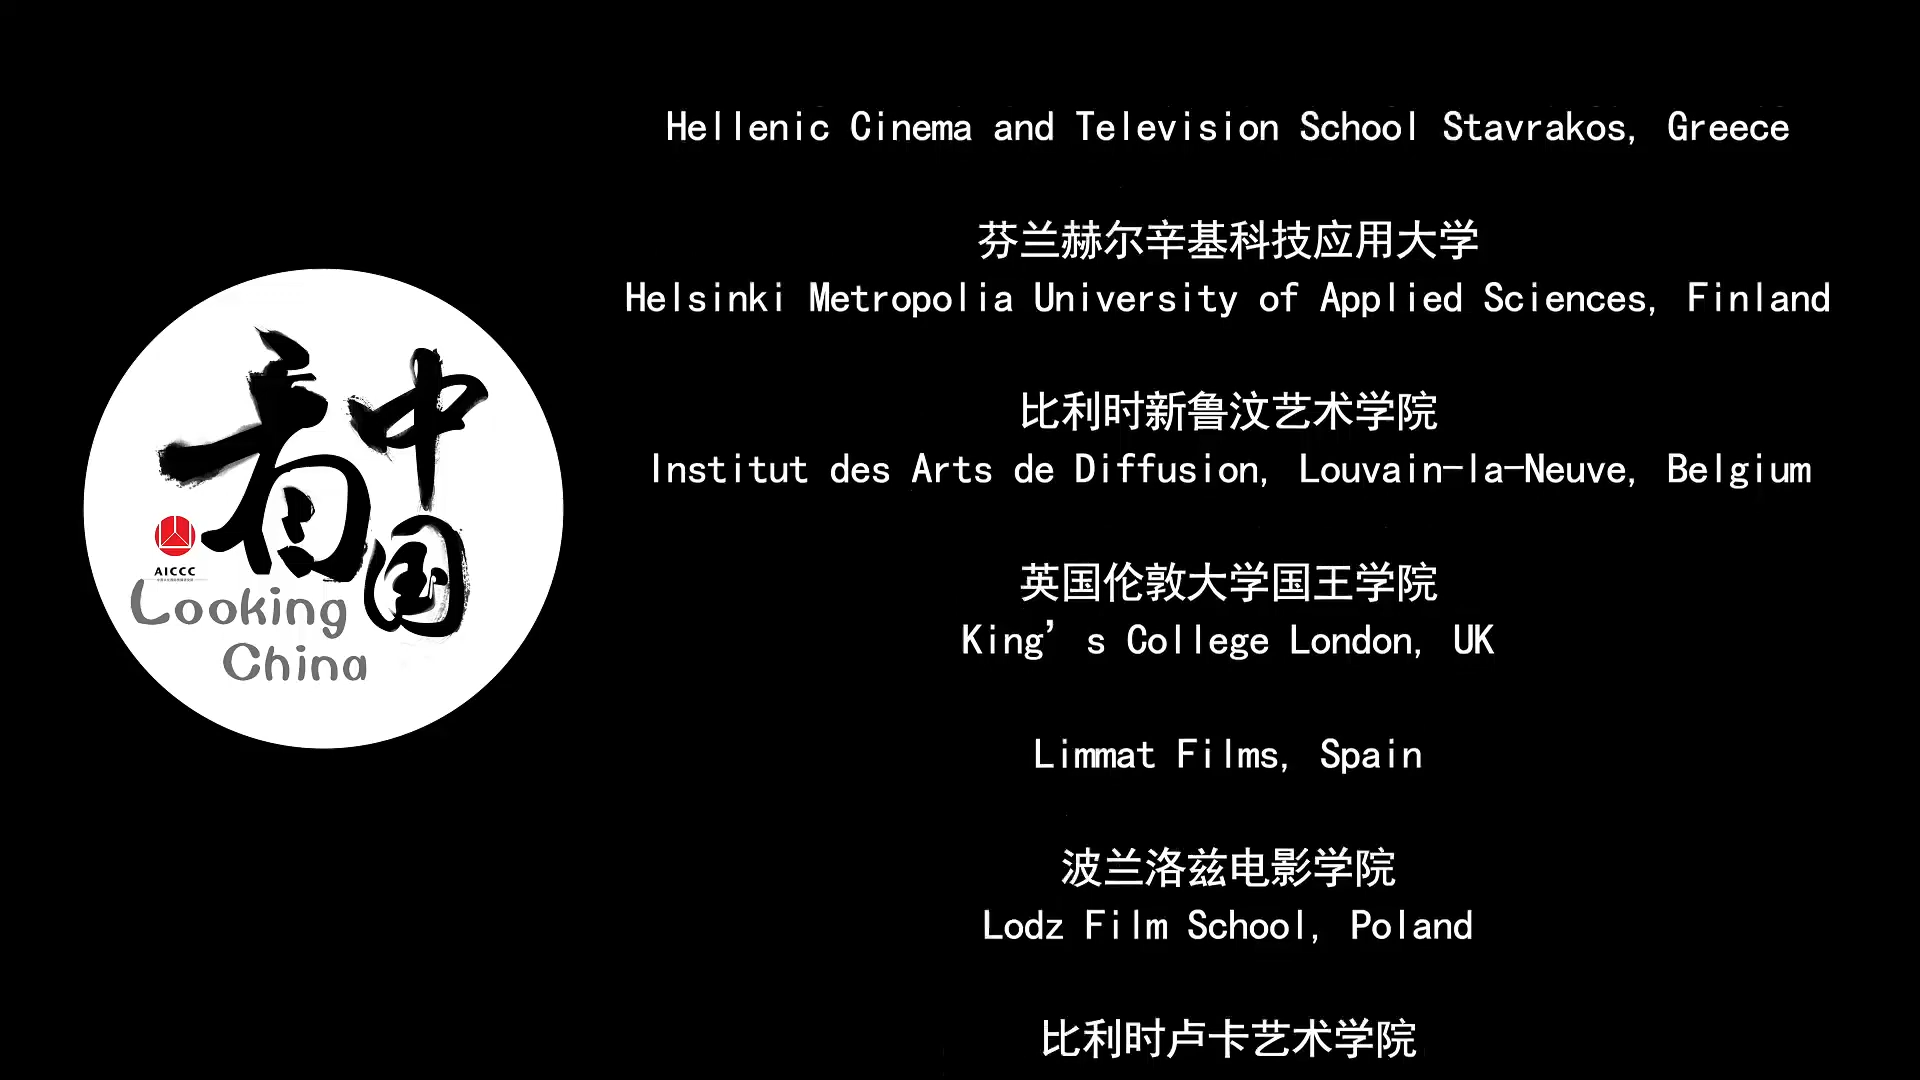 看中国
AICCC
Looking
China
Hellenic Cinema and Television School Stavrakos, Greece
芬兰赫尔辛基科技应用大学
Helsinki Metropolia University of Applied Sciences, Finland
比利时新鲁汶艺术学院
Institut des Arts de Diffusion, Louvain-la-Neuve, Belgium
英国伦敦大学国王学院
King’s College London, UK
Limmat Films, Spain
波兰洛兹电影学院
Lodz Film School, Poland
比利时卢卡艺术学院